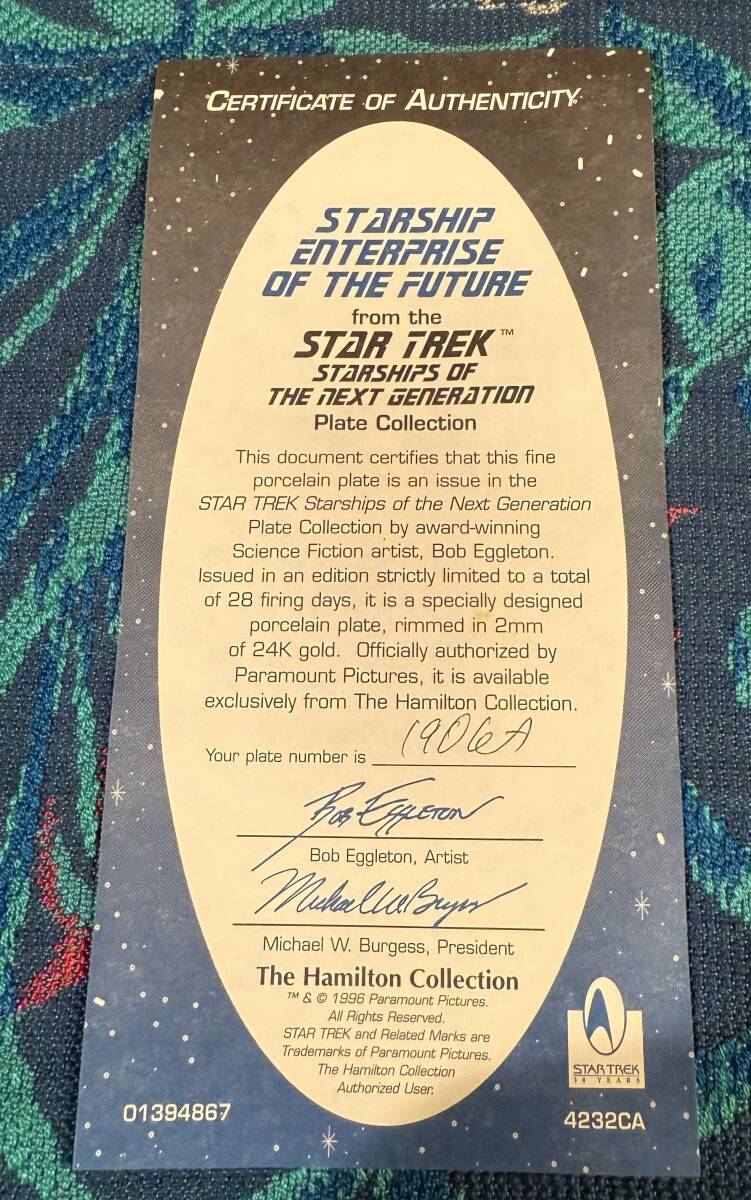 CERTIFICATE OF AUTHENTICITY
STARSHIP
ENTERPRISE
OF THE FUTURE
from the
STAR TREK™
STARSHIPS OF
THE NEXT GENERATION
Plate Collection
This document certifies that this fine
porcelain plate is an issue in the
STAR TREK Starships of the Next Generation
Plate Collection by award-winning
Science Fiction artist, Bob Eggleton.
Issued in an edition strictly limited to a total
of 28 firing days, it is a specially designed
porcelain plate, rimmed in 2mm
of 24K gold. Officially authorized by
Paramount Pictures, it is available
exclusively from The Hamilton Collection.
Your plate number is 1906A
Bob Eggleton
Bob Eggleton, Artist
Michael W. Burgess
Michael W. Burgess, President
The Hamilton Collection
™ & © 1996 Paramount Pictures.
All Rights Reserved.
STAR TREK and Related Marks are
Trademarks of Paramount Pictures.
The Hamilton Collection
Authorized User.
STAR TREK
30 YEARS
01394867
4232CA